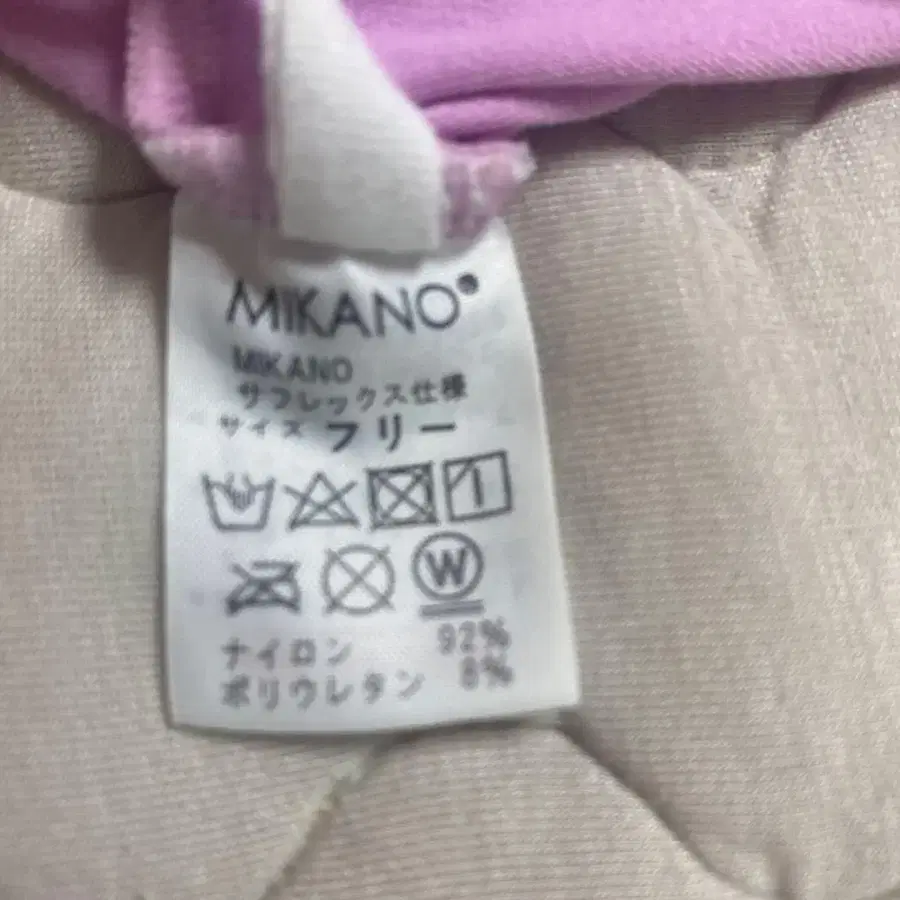 MIKANO
MIKANO
サフレックス仕様
サイズ フリー
W
ナイロン 92%
ポリウレタン 8%